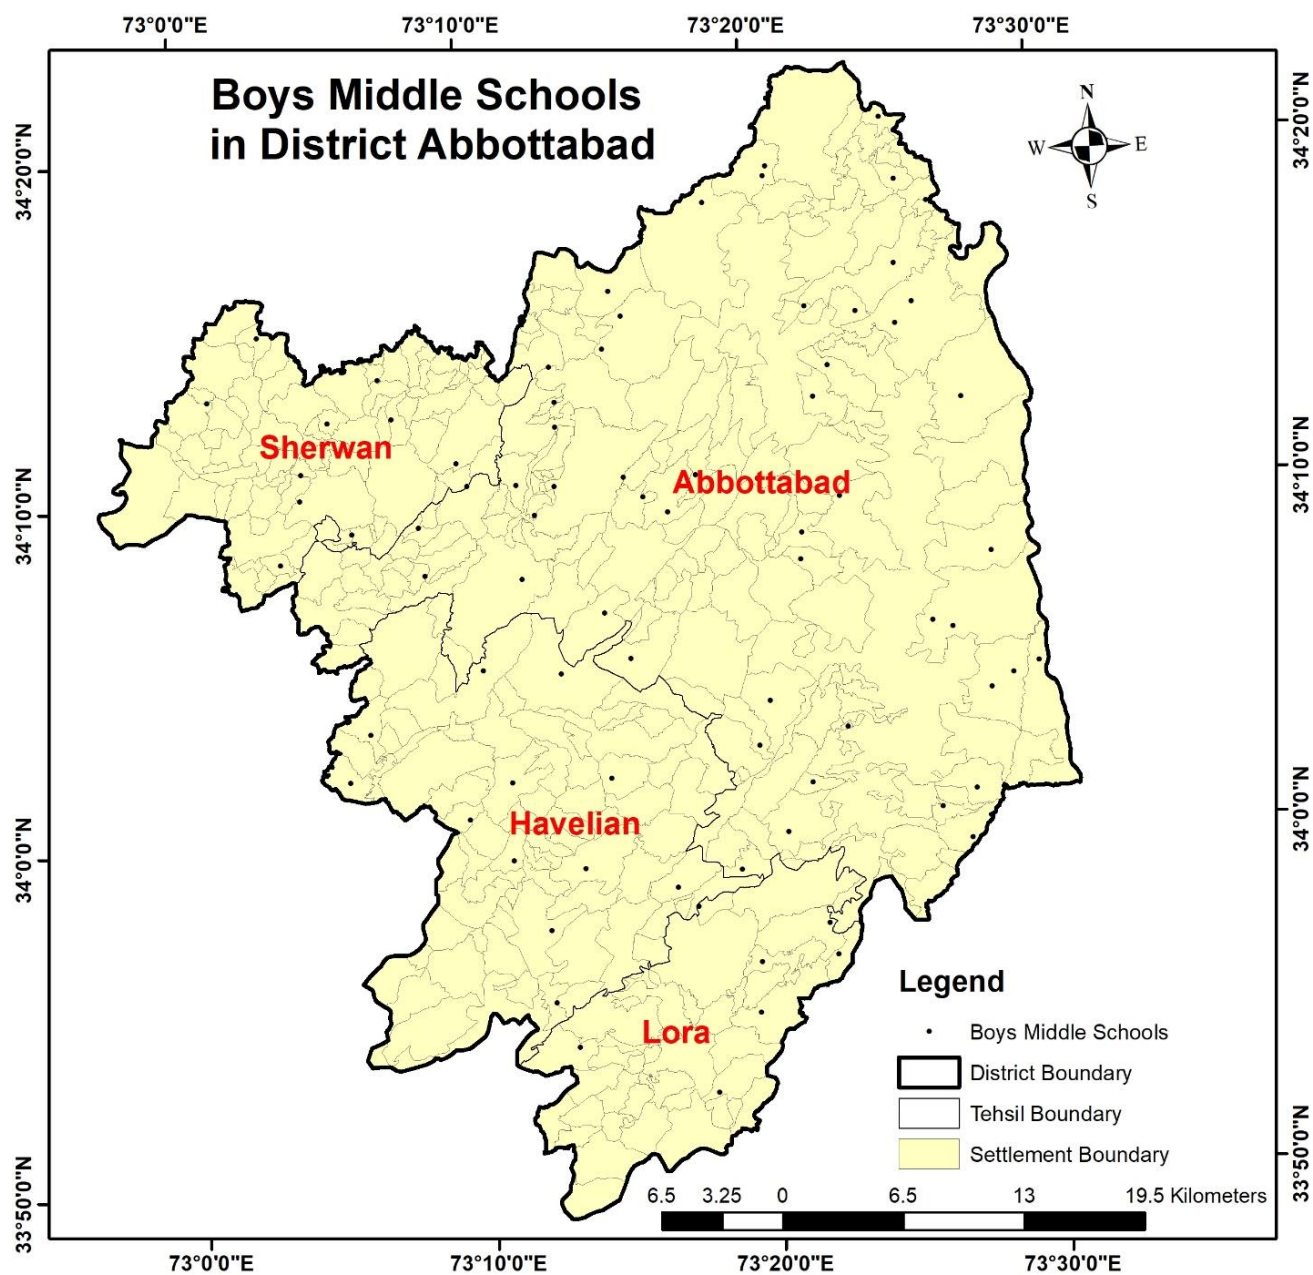 73°0'0"E 73°10'0"E 73°20'0"E 73°30'0"E
Boys Middle Schools
in District Abbottabad
N
W E
S
34°20'0"N 34°20'0"N
34°10'0"N 34°10'0"N
34°0'0"N 34°0'0"N
33°50'0"N 33°50'0"N
Sherwan
Abbottabad
Havelian
Lora
Legend
Boys Middle Schools
District Boundary
Tehsil Boundary
Settlement Boundary
6.5 3.25 0 6.5 13 19.5 Kilometers
73°0'0"E 73°10'0"E 73°20'0"E 73°30'0"E